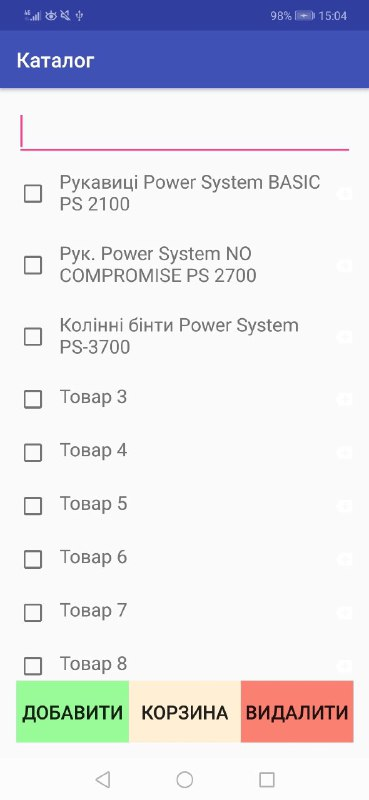 4G 98% 15:04
Каталог
Рукавиці Power System BASIC
PS 2100
Рук. Power System NO
COMPROMISE PS 2700
Колінні бінти Power System
PS-3700
Товар 3
Товар 4
Товар 5
Товар 6
Товар 7
Товар 8
ДОБАВИТИ КОРЗИНА ВИДАЛИТИ